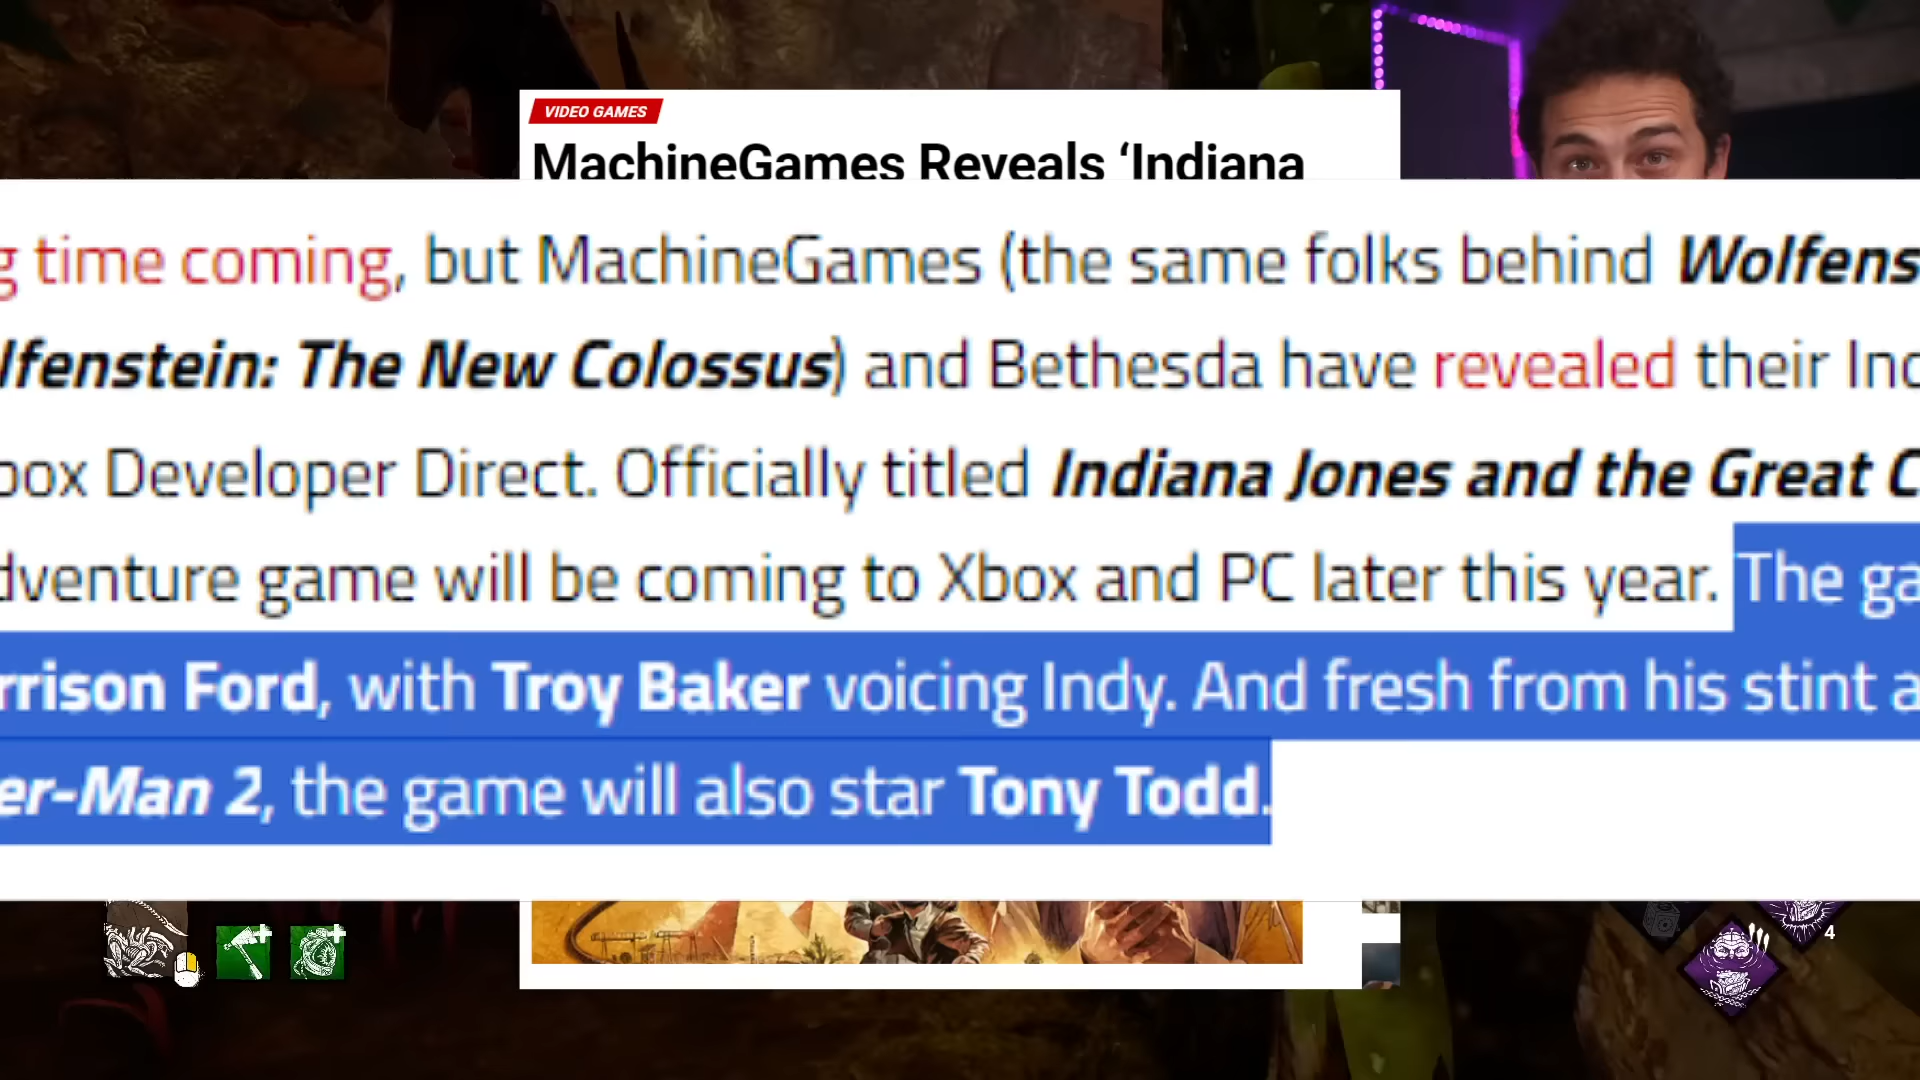 VIDEO GAMES
MachineGames Reveals ‘Indiana
g time coming, but MachineGames (the same folks behind Wolfens
lfenstein: The New Colossus) and Bethesda have revealed their Ind
box Developer Direct. Officially titled Indiana Jones and the Great C
dventure game will be coming to Xbox and PC later this year. The ga
rrison Ford, with Troy Baker voicing Indy. And fresh from his stint a
er-Man 2, the game will also star Tony Todd.
4